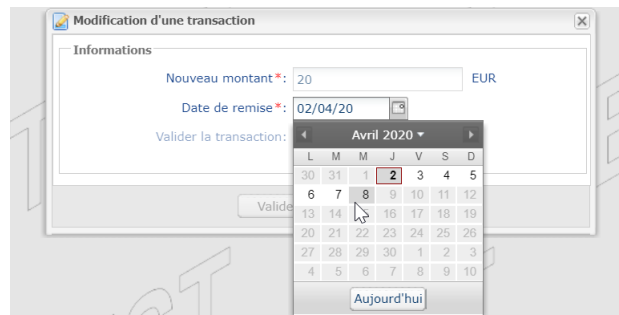 Modification d'une transaction
Informations
Nouveau montant*: 20 EUR
Date de remise*: 02/04/20
Valider la transaction:
Avril 2020
L M M J V S D
30 31 1 2 3 4 5
6 7 8 9 10 11 12
13 14 16 17 18 19
20 21 22 23 24 25 26
27 28 29 30 1 2 3
4 5 6 7 8 9 10
Valide
Aujourd'hui